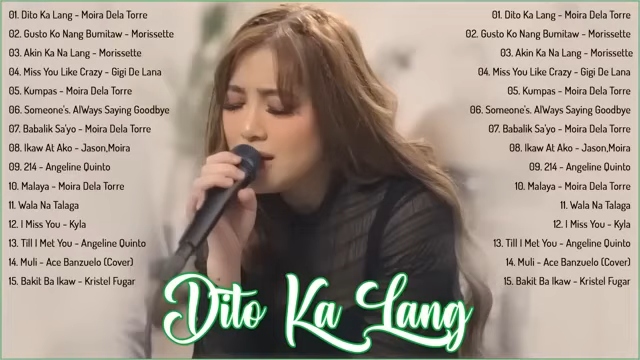 01. Dito Ka Lang - Moira Dela Torre
02. Gusto Ko Nang Bumitaw - Morissette
03. Akin Ka Na Lang - Morissette
04. Miss You Like Crazy - Gigi De Lana
05. Kumpas - Moira Dela Torre
06. Someone's. AlWays Saying Goodbye
07. Babalik Sa'yo - Moira Dela Torre
08. Ikaw At Ako - Jason,Moira
09. 214 - Angeline Quinto
10. Malaya - Moira Dela Torre
11. Wala Na Talaga
12. I Miss You - Kyla
13. Till I Met You - Angeline Quinto
14. Muli - Ace Banzuelo (Cover)
15. Bakit Ba Ikaw - Kristel Fugar
01. Dito Ka Lang - Moira Dela Torre
02. Gusto Ko Nang Bumitaw - Morissette
03. Akin Ka Na Lang - Morissette
04. Miss You Like Crazy - Gigi De Lana
05. Kumpas - Moira Dela Torre
06. Someone's. AlWays Saying Goodbye
07. Babalik Sa'yo - Moira Dela Torre
08. Ikaw At Ako - Jason,Moira
09. 214 - Angeline Quinto
10. Malaya - Moira Dela Torre
11. Wala Na Talaga
12. I Miss You - Kyla
13. Till I Met You - Angeline Quinto
14. Muli - Ace Banzuelo (Cover)
15. Bakit Ba Ikaw - Kristel Fugar
Dito Ka Lang